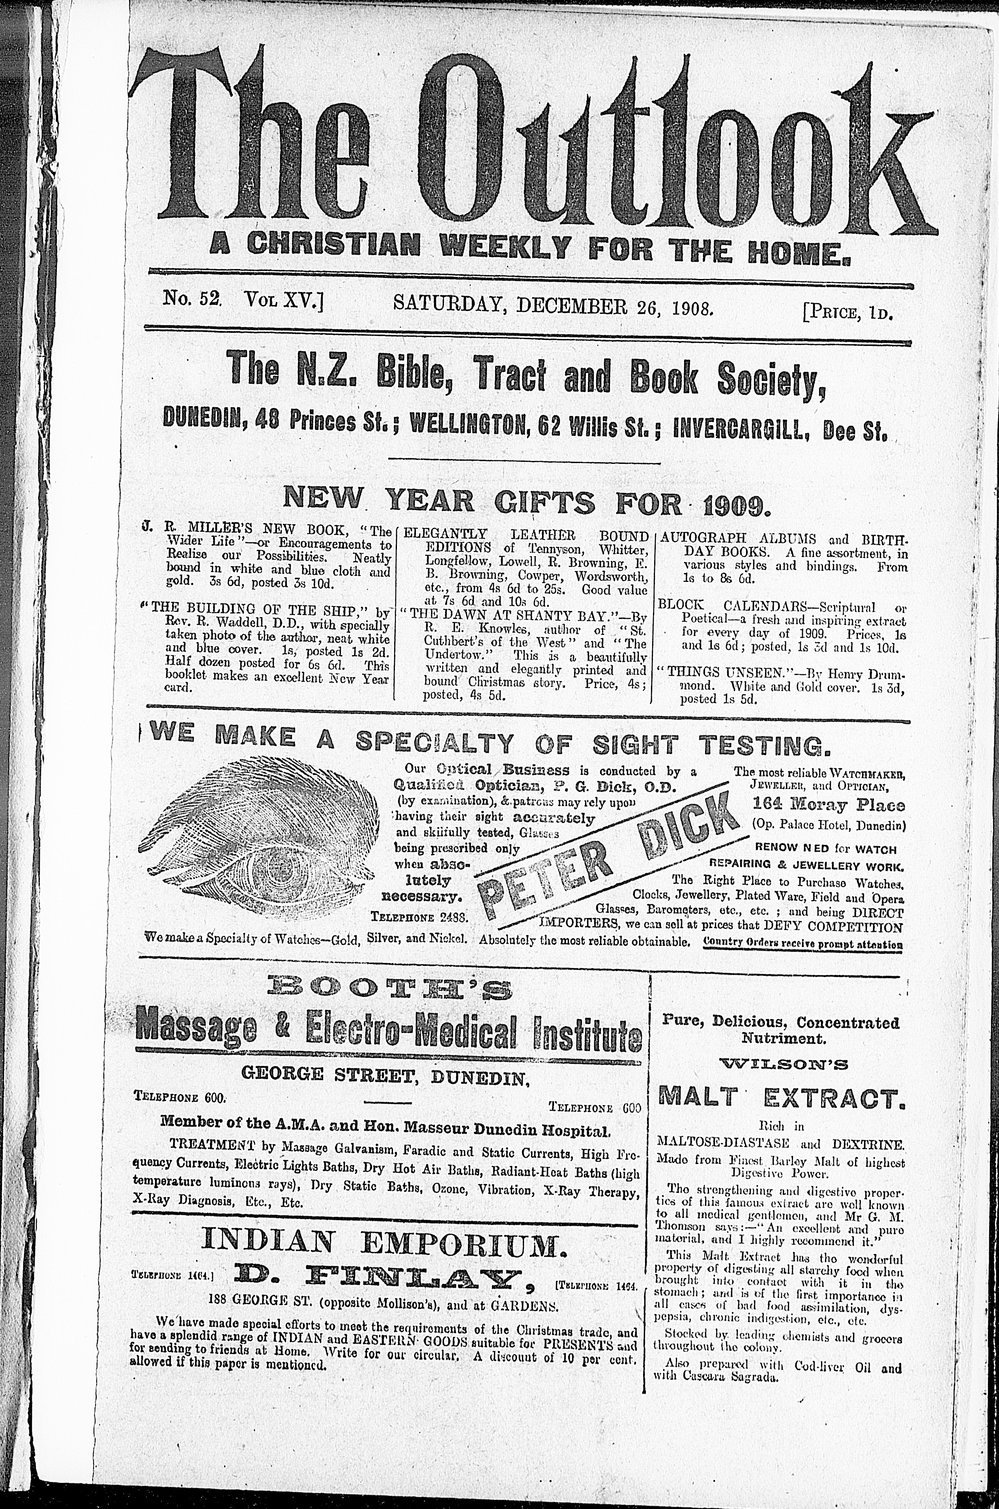 The Outlook
A CHRISTIAN WEEKLY FOR THE HOME.
No. 52. VOL XV.] SATURDAY, DECEMBER 26, 1908. [PRICE, 1D.
The N.Z. Bible, Tract and Book Society,
DUNEDIN, 48 Princes St.; WELLINGTON, 62 Willis St.; INVERCARGILL, Dee St.
NEW YEAR GIFTS FOR 1909.
J. R. MILLER'S NEW BOOK, "The
Wider Life"—or Encouragements to
Realise our Possibilities. Neatly
bound in white and blue cloth and
gold. 3s 6d, posted 3s 10d.
"THE BUILDING OF THE SHIP," by
Rev. R. Waddell, D.D., with specially
taken photo of the author, neat white
and blue cover. 1s, posted 1s 2d.
Half dozen posted for 6s 6d. This
booklet makes an excellent New Year
card.
ELEGANTLY LEATHER BOUND
EDITIONS of Tennyson, Whitter,
Longfellow, Lowell, R. Browning, E.
B. Browning, Cowper, Wordsworth,
etc., from 4s 6d to 25s. Good value
at 7s 6d and 10s 6d.
"THE DAWN AT SHANTY BAY."—By
R. E. Knowles, author of "St.
Cuthbert's of the West" and "The
Undertow." This is a beautifully
written and elegantly printed and
bound Christmas story. Price, 4s;
posted, 4s 5d.
AUTOGRAPH ALBUMS and BIRTH-
DAY BOOKS. A fine assortment, in
various styles and bindings. From
1s to 8s 6d.
BLOCK CALENDARS—Scriptural or
Poetical—a fresh and inspiring extract
for every day of 1909. Prices, 1s
and 1s 6d; posted, 1s 3d and 1s 10d.
"THINGS UNSEEN."—By Henry Drum-
mond. White and Gold cover. 1s 3d,
posted 1s 5d.
WE MAKE A SPECIALTY OF SIGHT TESTING.
Our Optical Business is conducted by a
Qualified Optician, P. G. Dick, O.D.
(by examination), & patrons may rely upon
having their sight accurately
and skilfully tested, Glasses
being prescribed only
when abso-
lutely
necessary.
TELEPHONE 2488.
PETER DICK
The most reliable WATCHMAKER,
JEWELLER, and OPTICIAN,
164 Moray Place
(Op. Palace Hotel, Dunedin)
RENOWNED for WATCH
REPAIRING & JEWELLERY WORK.
The Right Place to Purchase Watches,
Clocks, Jewellery, Plated Ware, Field and Opera
Glasses, Barometers, etc., etc.; and being DIRECT
IMPORTERS, we can sell at prices that DEFY COMPETITION
We make a Specialty of Watches—Gold, Silver, and Nickel. Absolutely the most reliable obtainable. Country Orders receive prompt attention
BOOTH'S
Massage & Electro-Medical Institute
GEORGE STREET, DUNEDIN,
TELEPHONE 600.
TELEPHONE 600
Member of the A.M.A. and Hon. Masseur Dunedin Hospital.
TREATMENT by Massage Galvanism, Faradic and Static Currents, High Fre-
quency Currents, Electric Lights Baths, Dry Hot Air Baths, Radiant-Heat Baths (high
temperature luminous rays), Dry Static Baths, Ozone, Vibration, X-Ray Therapy,
X-Ray Diagnosis, Etc., Etc.
INDIAN EMPORIUM.
TELEPHONE 1464.] D. FINLAY, [TELEPHONE 1464.
188 GEORGE ST. (opposite Mollison's), and at GARDENS.
We have made special efforts to meet the requirements of the Christmas trade, and
have a splendid range of INDIAN and EASTERN GOODS suitable for PRESENTS and
for sending to friends at Home. Write for our circular. A discount of 10 per cent.
allowed if this paper is mentioned.
Pure, Delicious, Concentrated
Nutriment.
WILSON'S
MALT EXTRACT.
Rich in
MALTOSE-DIASTASE and DEXTRINE.
Made from Finest Barley Malt of highest
Digestive Power.
The strengthening and digestive proper-
ties of this famous extract are well known
to all medical gentlemen, and Mr G. M.
Thomson says:—"An excellent and pure
material, and I highly recommend it."
This Malt Extract has the wonderful
property of digesting all starchy food when
brought into contact with it in the
stomach; and is of the first importance in
all cases of bad food assimilation, dys-
pepsia, chronic indigestion, etc., etc.
Stocked by leading chemists and grocers
throughout the colony.
Also prepared with Cod-liver Oil and
with Cascara Sagrada.